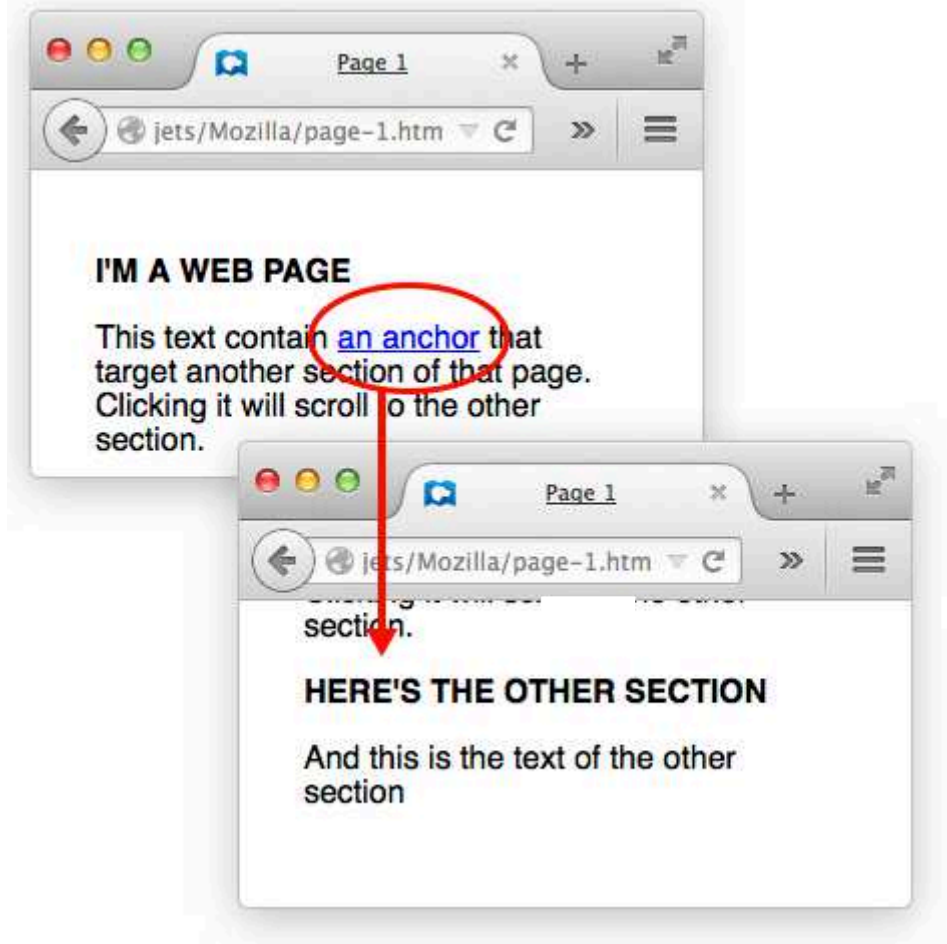 Page 1
jets/Mozilla/page-1.htm
I'M A WEB PAGE
This text contain an anchor that
target another section of that page.
Clicking it will scroll to the other
section.
Page 1
jets/Mozilla/page-1.htm
section.
HERE'S THE OTHER SECTION
And this is the text of the other
section